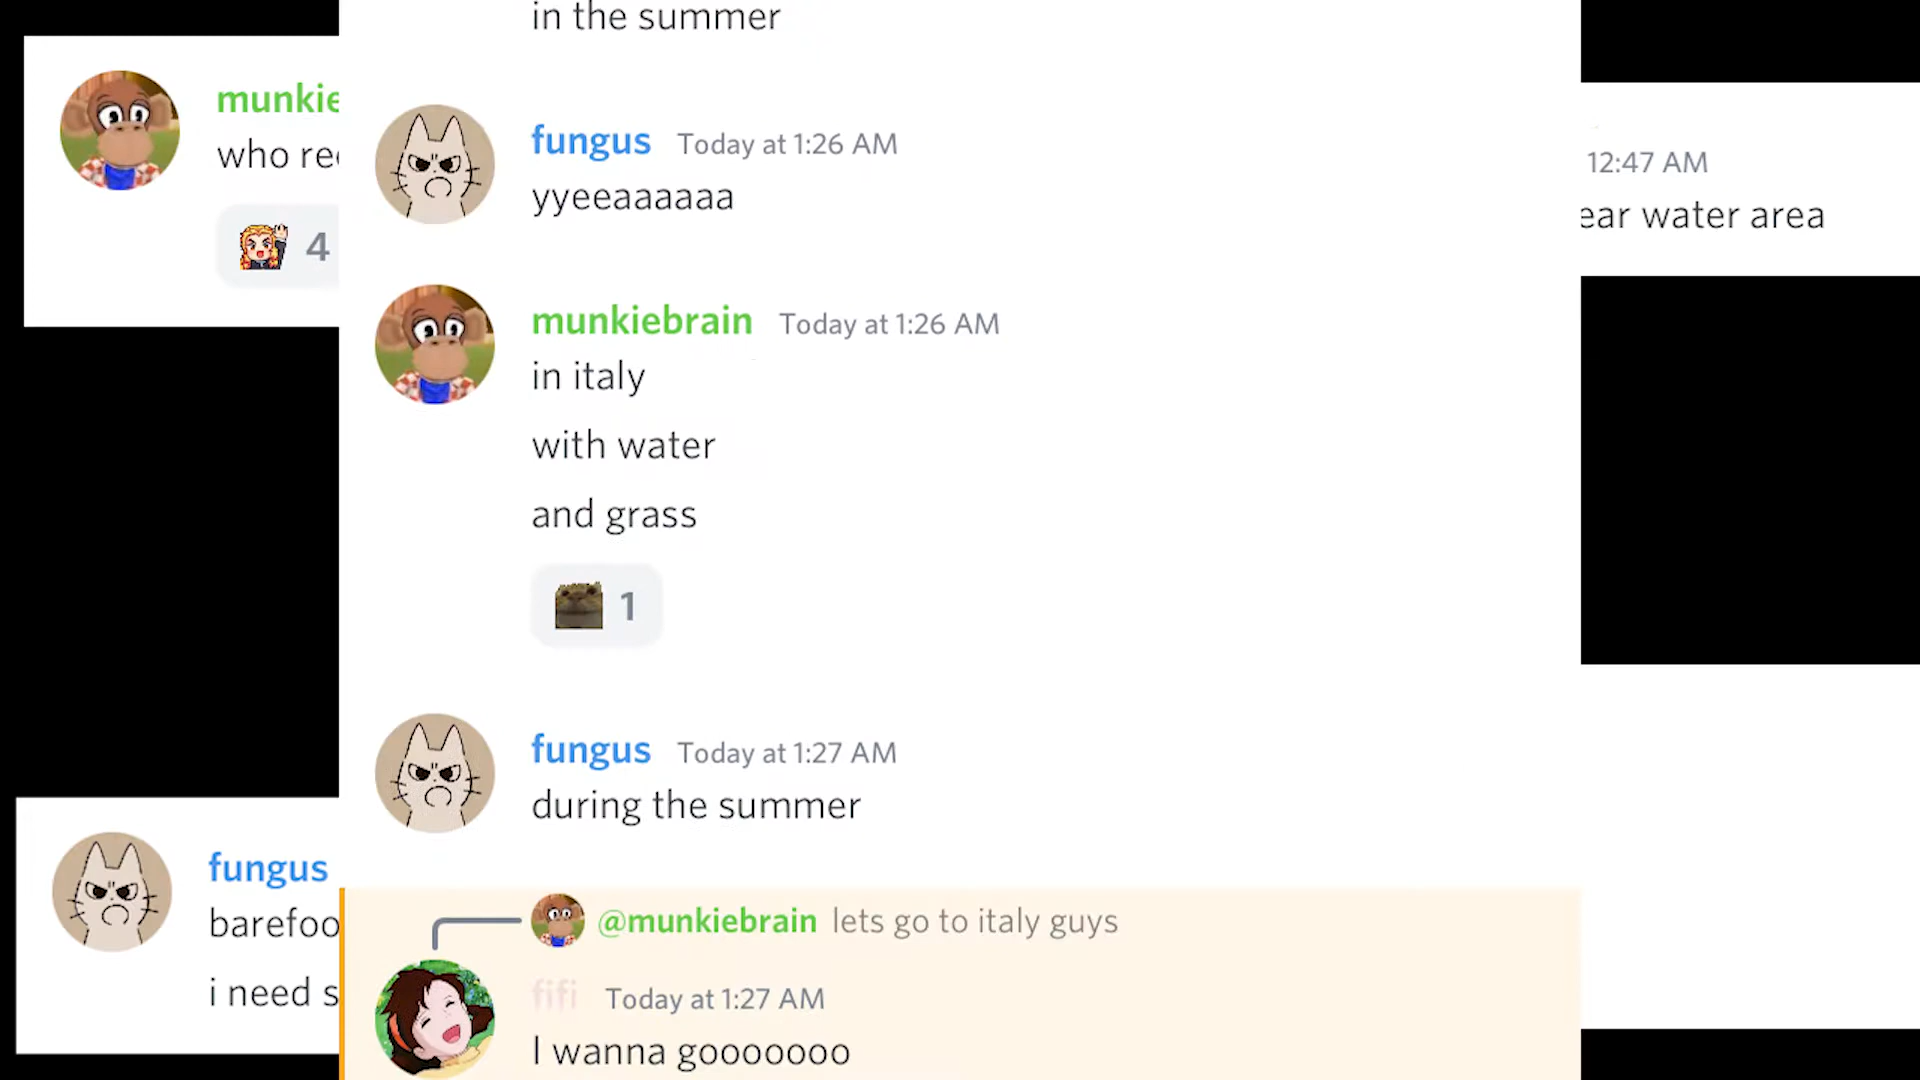 in the summer
munkie
who re
4
fungus Today at 1:26 AM
yyeeaaaaaa
munkiebrain Today at 1:26 AM
in italy
with water
and grass
1
12:47 AM
ear water area
fungus Today at 1:27 AM
during the summer
fungus
barefoo
i need s
@munkiebrain lets go to italy guys
fifi Today at 1:27 AM
I wanna gooooooo